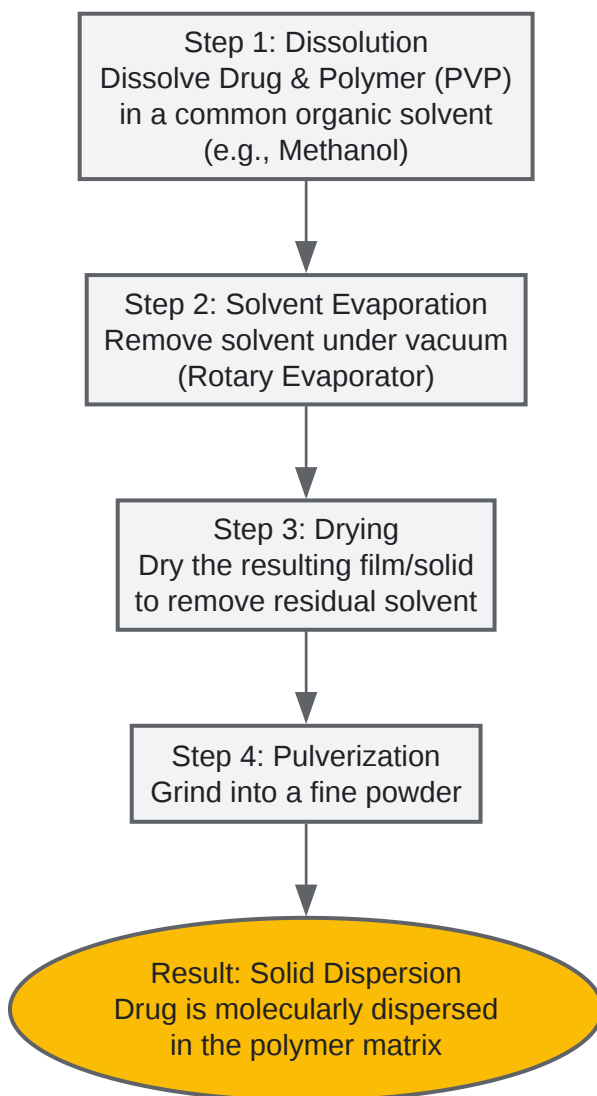 Step 1: Dissolution
Dissolve Drug & Polymer (PVP)
in a common organic solvent
(e.g., Methanol)
Step 2: Solvent Evaporation
Remove solvent under vacuum
(Rotary Evaporator)
Step 3: Drying
Dry the resulting film/solid
to remove residual solvent
Step 4: Pulverization
Grind into a fine powder
Result: Solid Dispersion
Drug is molecularly dispersed
in the polymer matrix